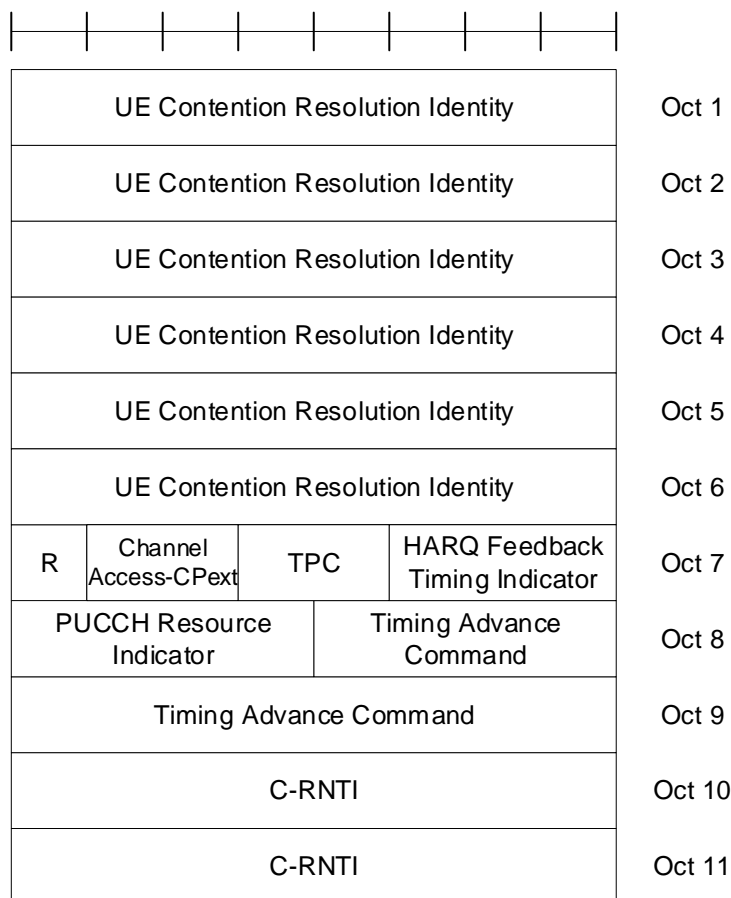 UE Contention Resolution Identity Oct 1
UE Contention Resolution Identity Oct 2
UE Contention Resolution Identity Oct 3
UE Contention Resolution Identity Oct 4
UE Contention Resolution Identity Oct 5
UE Contention Resolution Identity Oct 6
R
Channel
Access-CPext
TPC
HARQ Feedback
Timing Indicator
Oct 7
PUCCH Resource
Indicator
Timing Advance
Command
Oct 8
Timing Advance Command Oct 9
C-RNTI Oct 10
C-RNTI Oct 11